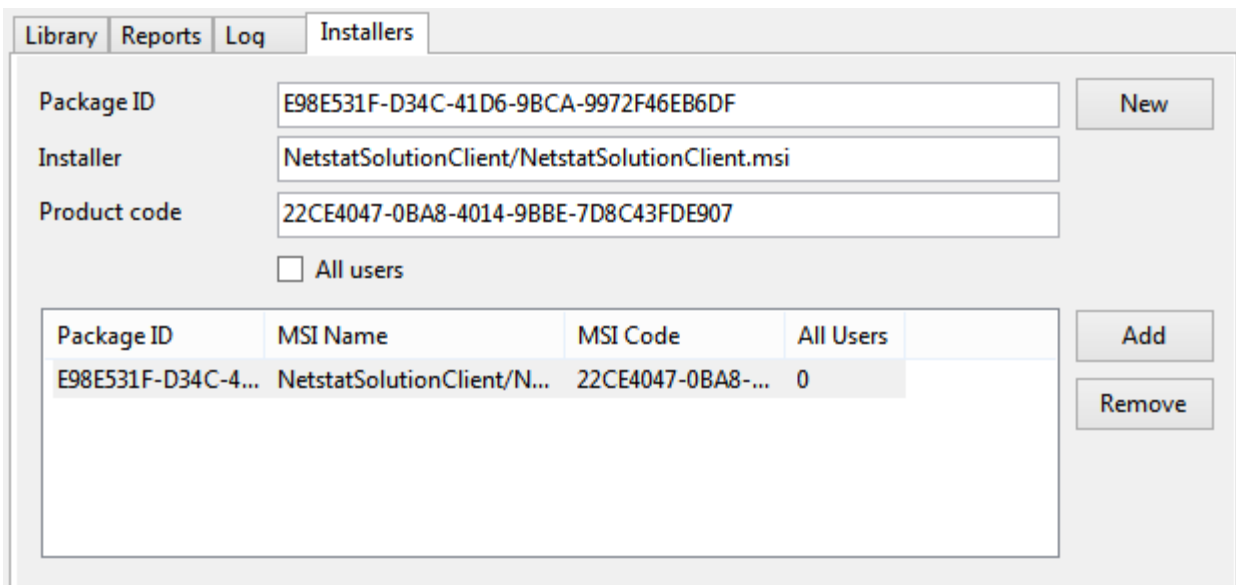 Library Reports Log Installers
Package ID E98E531F-D34C-41D6-9BCA-9972F46EB6DF New
Installer NetstatSolutionClient/NetstatSolutionClient.msi
Product code 22CE4047-0BA8-4014-9BBE-7D8C43FDE907
All users
Package ID MSI Name MSI Code All Users Add
E98E531F-D34C-4... NetstatSolutionClient/N... 22CE4047-0BA8-... 0
Remove